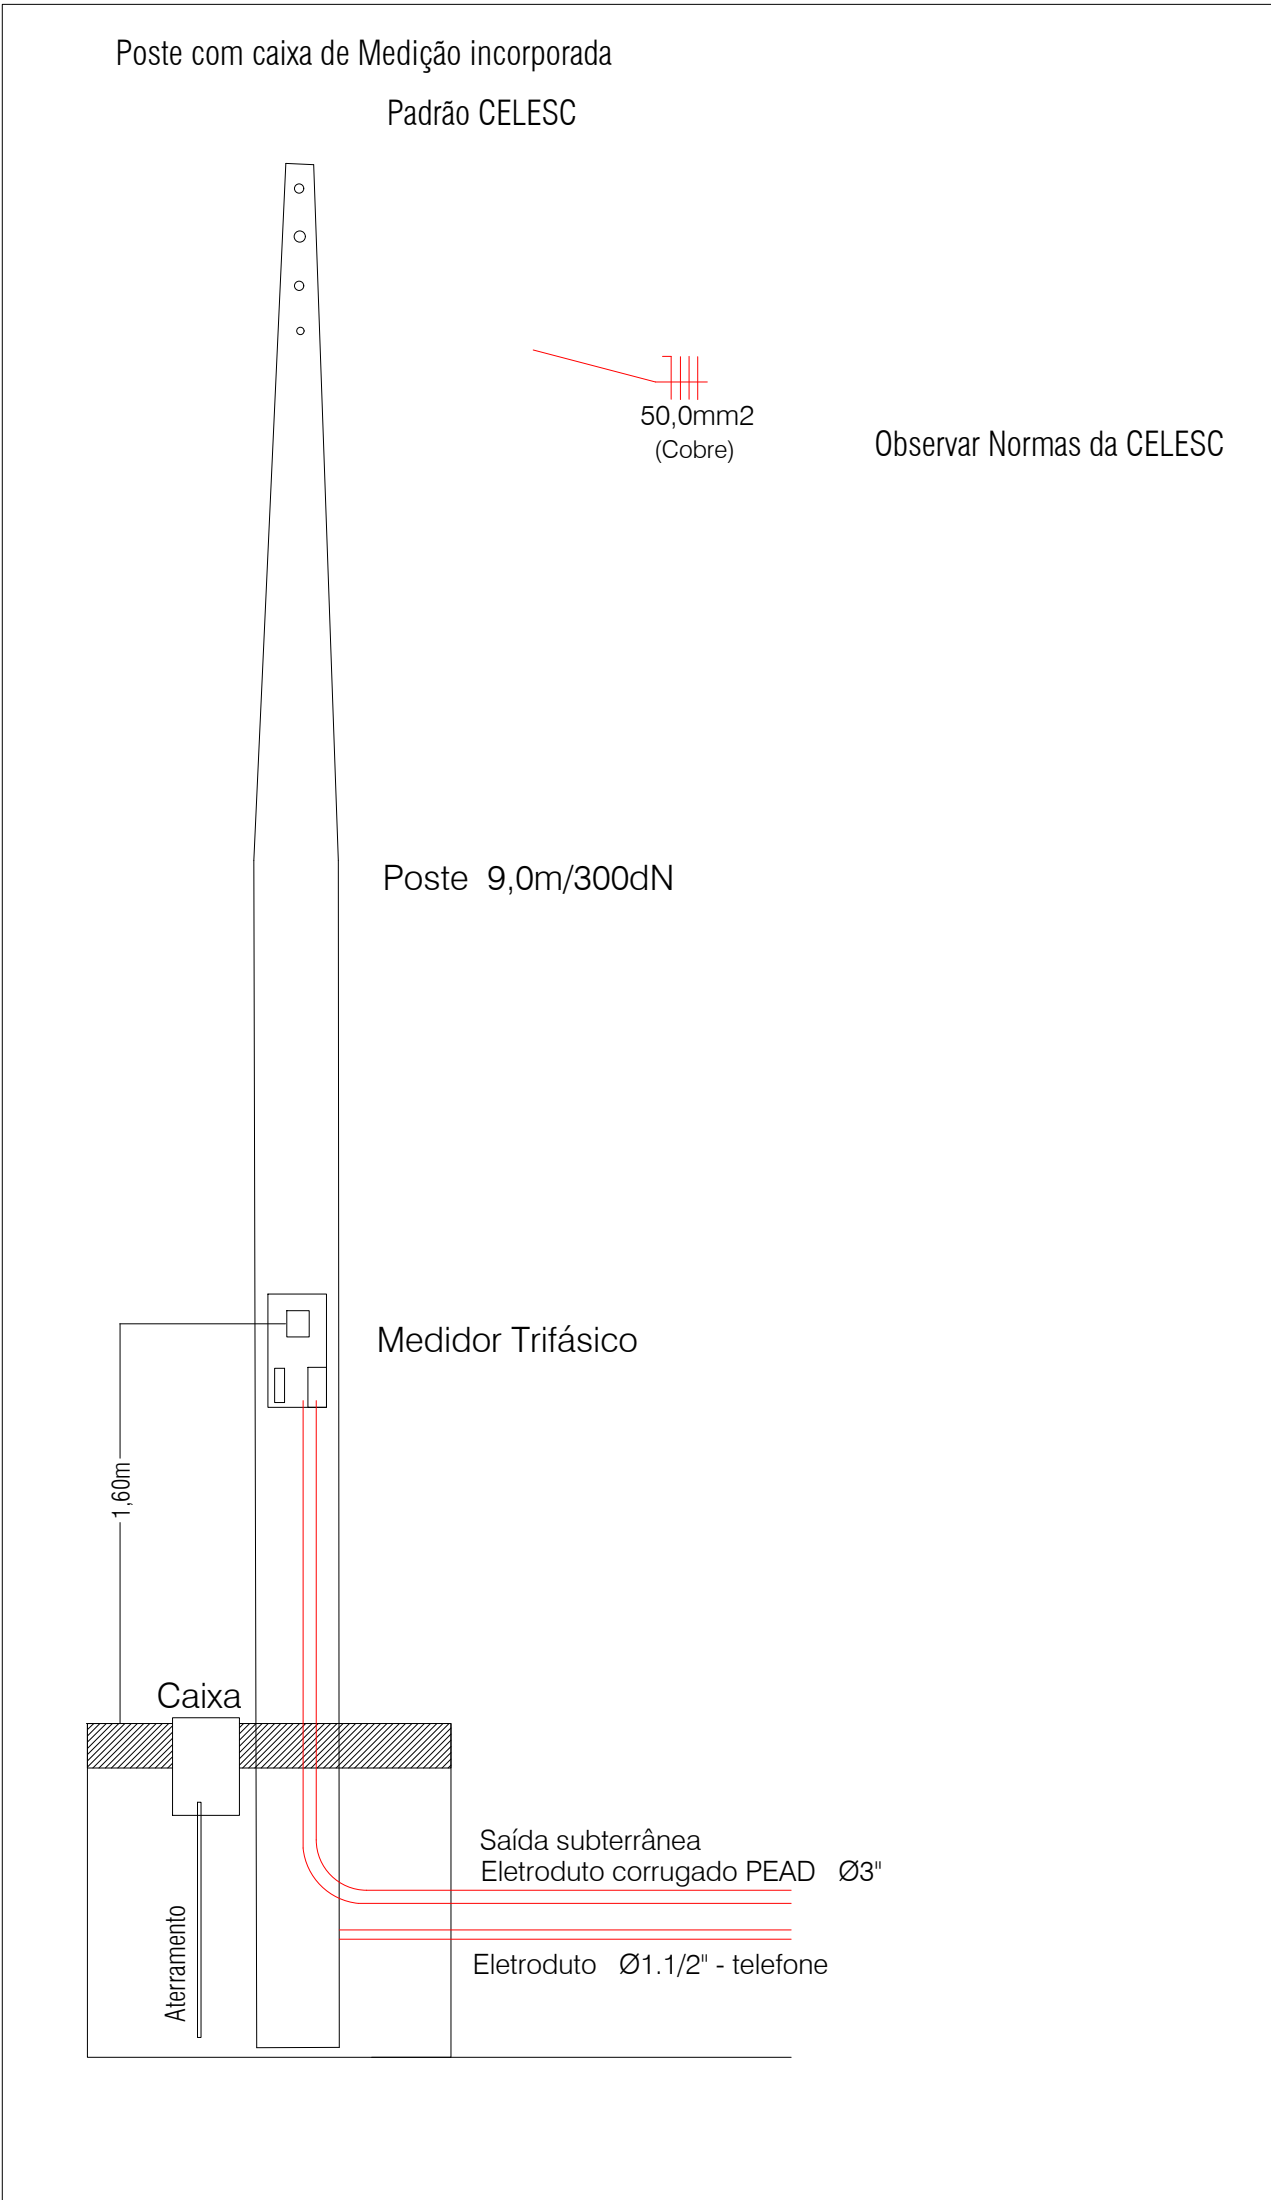 Poste com caixa de Medição incorporada
Padrão CELESC
50,0mm2
(Cobre)
Observar Normas da CELESC
Poste 9,0m/300dN
Medidor Trifásico
1,60m
Caixa
Saída subterrânea
Eletroduto corrugado PEAD Ø3"
Aterramento
Eletroduto Ø1.1/2" - telefone